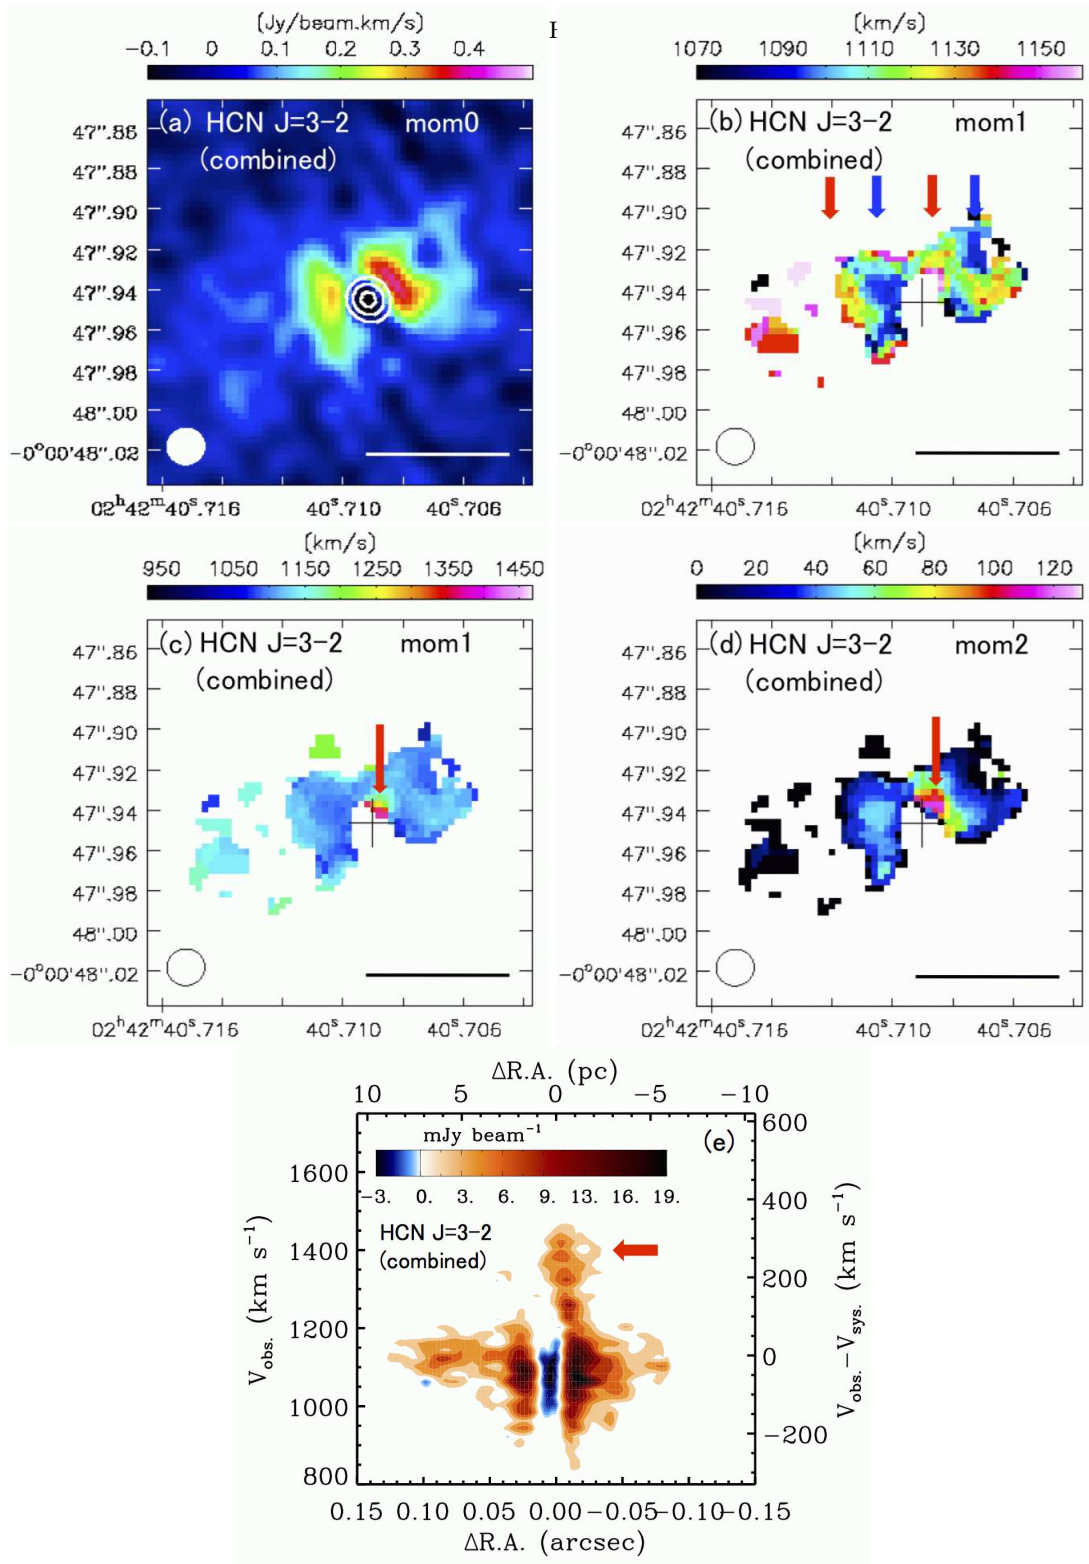 H
[Jy/beam.km/s]
-0.1 0 0.1 0.2 0.3 0.4
(a) HCN J=3-2 mom0
(combined)
47".86
47".88
47".90
47".92
47".94
47".96
47".98
48".00
-0°00'48".02
02ʰ42ᵐ40ˢ.716 40ˢ.710 40ˢ.706
[km/s]
1070 1090 1110 1130 1150
(b) HCN J=3-2 mom1
(combined)
47".86
47".88
47".90
47".92
47".94
47".96
47".98
48".00
-0°00'48".02
02ʰ42ᵐ40ˢ.716 40ˢ.710 40ˢ.706
[km/s]
950 1050 1150 1250 1350 1450
(c) HCN J=3-2 mom1
(combined)
47".86
47".88
47".90
47".92
47".94
47".96
47".98
48".00
-0°00'48".02
02ʰ42ᵐ40ˢ.716 40ˢ.710 40ˢ.706
[km/s]
0 20 40 60 80 100 120
(d) HCN J=3-2 mom2
(combined)
47".86
47".88
47".90
47".92
47".94
47".96
47".98
48".00
-0°00'48".02
02ʰ42ᵐ40ˢ.716 40ˢ.710 40ˢ.706
ΔR.A. (pc)
10 5 0 −5 −10
mJy beam⁻¹
(e)
-3. 0. 3. 6. 9. 13. 16. 19.
HCN J=3-2
(combined)
V_obs. (km s⁻¹)
1600
1400
1200
1000
800
600
400
200
0
−200
V_obs.−V_sys. (km s⁻¹)
0.15 0.10 0.05 0.00 −0.05 −0.10 −0.15
ΔR.A. (arcsec)